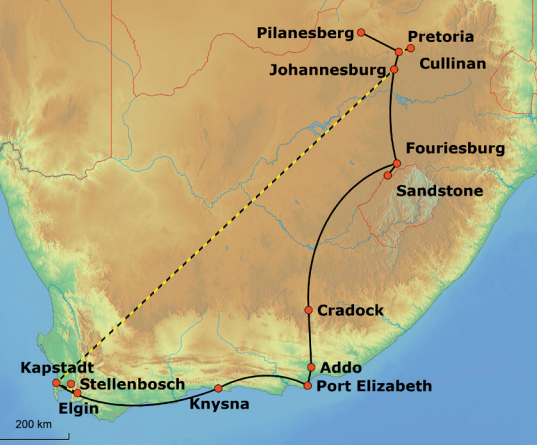 Pilanesberg
Pretoria
Johannesburg
Cullinan
Fouriesburg
Sandstone
Cradock
Kapstadt
Addo
Stellenbosch
Port Elizabeth
Elgin
Knysna
200 km